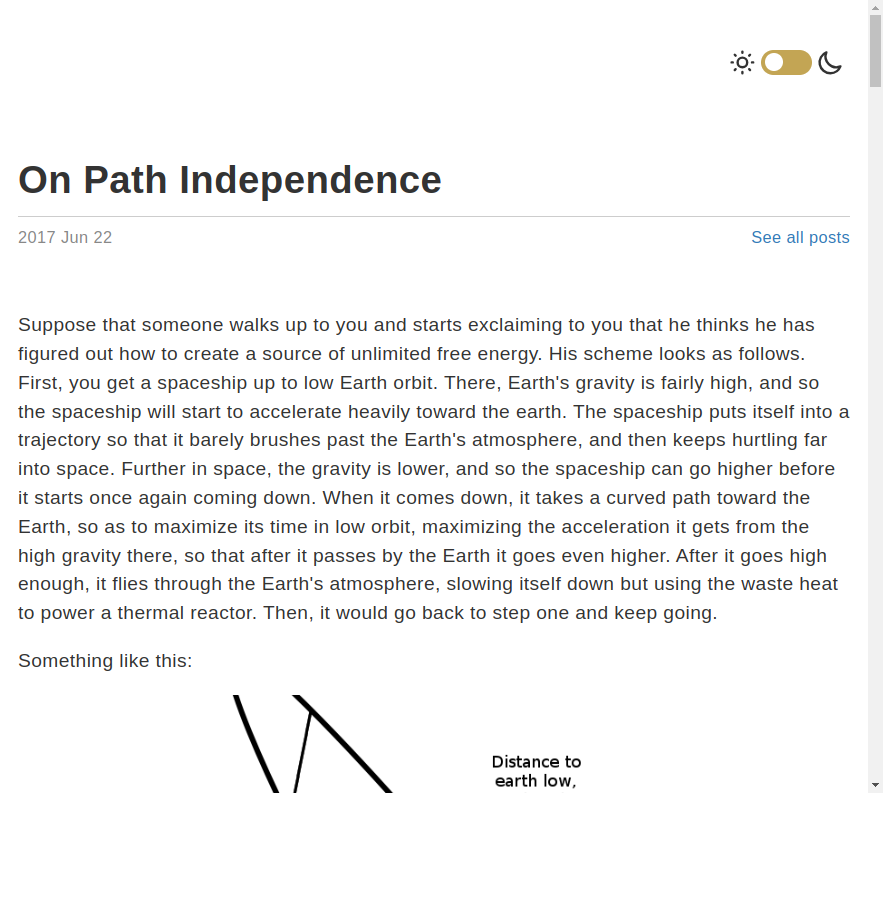 On Path Independence
2017 Jun 22 See all posts
Suppose that someone walks up to you and starts exclaiming to you that he thinks he has
figured out how to create a source of unlimited free energy. His scheme looks as follows.
First, you get a spaceship up to low Earth orbit. There, Earth's gravity is fairly high, and so
the spaceship will start to accelerate heavily toward the earth. The spaceship puts itself into a
trajectory so that it barely brushes past the Earth's atmosphere, and then keeps hurtling far
into space. Further in space, the gravity is lower, and so the spaceship can go higher before
it starts once again coming down. When it comes down, it takes a curved path toward the
Earth, so as to maximize its time in low orbit, maximizing the acceleration it gets from the
high gravity there, so that after it passes by the Earth it goes even higher. After it goes high
enough, it flies through the Earth's atmosphere, slowing itself down but using the waste heat
to power a thermal reactor. Then, it would go back to step one and keep going.
Something like this:
Distance to
earth low,